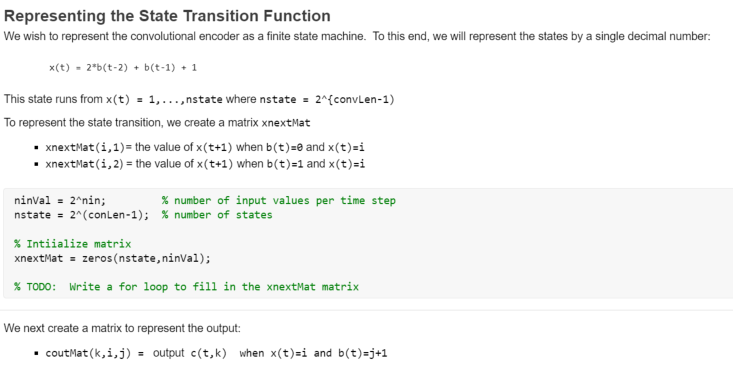 Representing the State Transition Function
We wish to represent the convolutional encoder as a finite state machine.  To this end, we will represent the states by a single decimal number:
x(t) = 2*b(t-2) + b(t-1) + 1
This state runs from x(t) = 1,...,nstate where nstate = 2^{convLen-1)
To represent the state transition, we create a matrix xnextMat
▪ xnextMat(i,1)= the value of x(t+1) when b(t)=0 and x(t)=i
▪ xnextMat(i,2) = the value of x(t+1) when b(t)=1 and x(t)=i
ninVal = 2^nin;         % number of input values per time step
nstate = 2^(conLen-1);  % number of states
% Intiialize matrix
xnextMat = zeros(nstate,ninVal);
% TODO:  Write a for loop to fill in the xnextMat matrix
We next create a matrix to represent the output:
▪ coutMat(k,i,j) =  output c(t,k)  when x(t)=i and b(t)=j+1